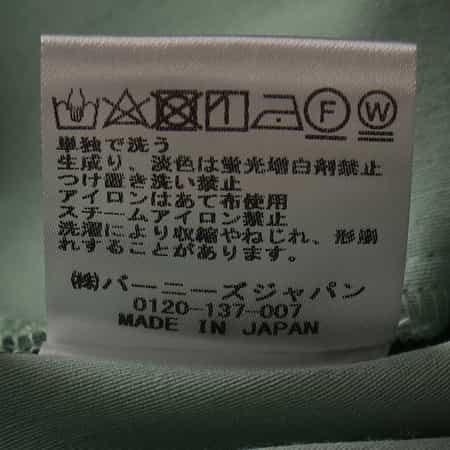 F W
単独で洗う
生成り、淡色は蛍光増白剤禁止
つけ置き洗い禁止
アイロンはあて布使用
スチームアイロン禁止
洗濯により収縮やねじれ、形崩
れすることがあります。
㈱バーニーズジャパン
0120-137-007
MADE IN JAPAN